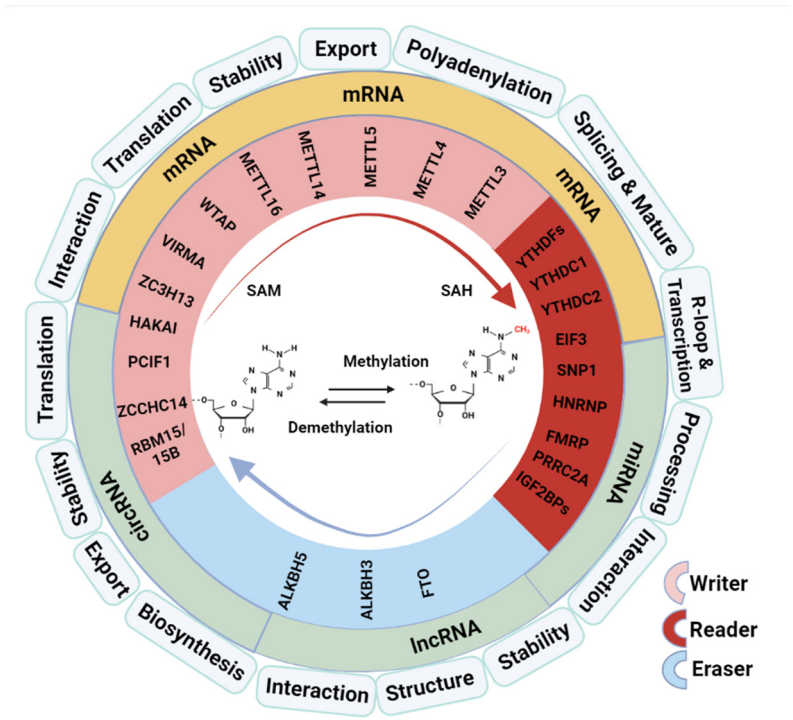 Export
Polyadenylation
Splicing & Mature
R-loop &
Transcription
Processing
Interaction
Stability
Structure
Interaction
Biosynthesis
Export
Stability
Translation
Interaction
Translation
Stability
mRNA
mRNA
mRNA
miRNA
lncRNA
circRNA
METTL3
METTL4
METTL5
METTL14
METTL16
WTAP
VIRMA
ZC3H13
HAKAI
PCIF1
ZCCHC14
RBM15/
15B
YTHDFs
YTHDC1
YTHDC2
EIF3
SNP1
HNRNP
FMRP
PRRC2A
IGF2BPs
FTO
ALKBH3
ALKBH5
SAM
SAH
Methylation
Demethylation
H N H
N N
N N
O O
O OH
H N CH₃
N N
N N
O O
O OH
Writer
Reader
Eraser